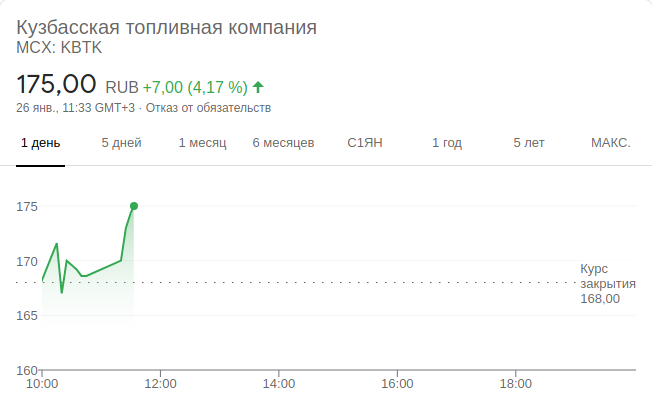 Кузбасская топливная компания
MCX: KBTK
175,00 RUB +7,00 (4,17 %)
26 янв., 11:33 GMT+3 · Отказ от обязательств
1 день 5 дней 1 месяц 6 месяцев С1ЯН 1 год 5 лет МАКС.
175
170
Курс
закрытия
168,00
165
160
10:00 12:00 14:00 16:00 18:00